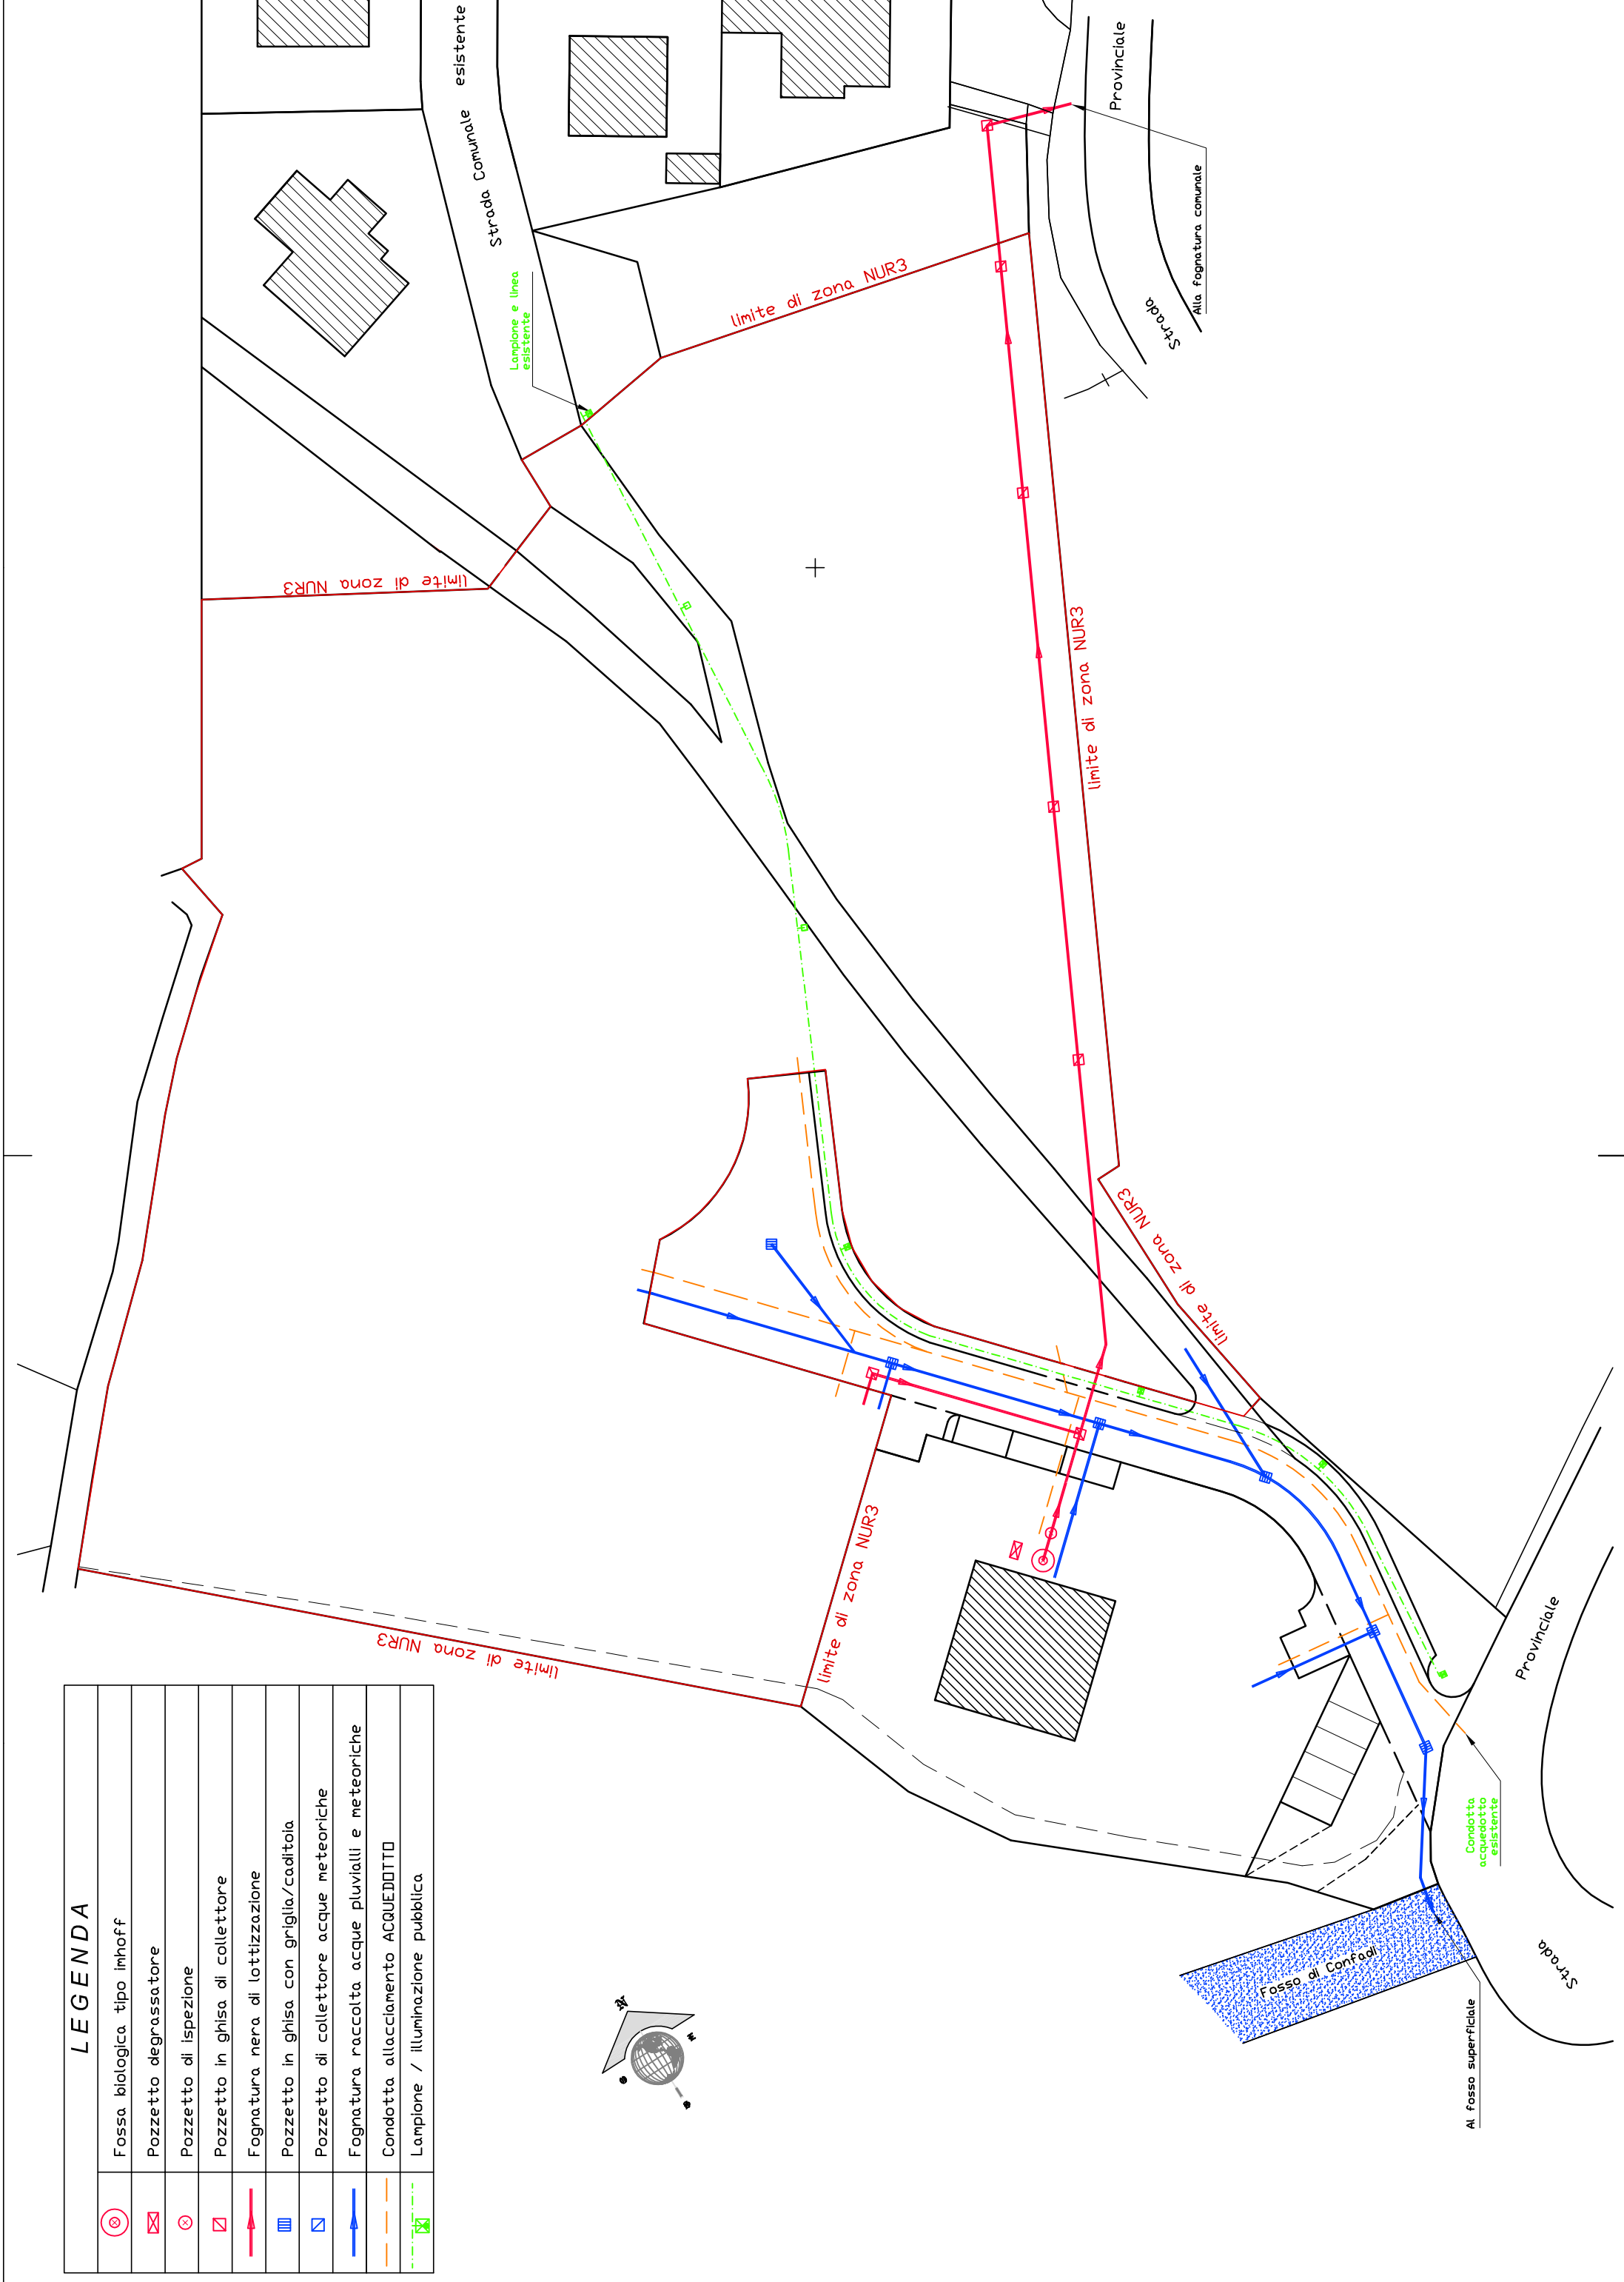 Strada Comunale esistente
Provinciale
Strada
Alla fognatura comunale
Lampione e linea
esistente
limite di zona NUR3
limite di zona NUR3
limite di zona NUR3
limite di zona NUR3
limite di zona NUR3
limite di zona NUR3
Provinciale
Strada
Condotta
acquedotto
esistente
Fosso di Confaoli
Al fosso superficiale
N
LEGENDA
Fossa biologica tipo imhoff
Pozzetto degrassatore
Pozzetto di ispezione
Pozzetto in ghisa di collettore
Fognatura nera di lottizzazione
Pozzetto in ghisa con griglia/caditoia
Pozzetto di collettore acque meteoriche
Fognatura raccolta acque pluvialli e meteoriche
Condotta allacciamento ACQUEDOTTO
Lampione / illuminazione pubblica